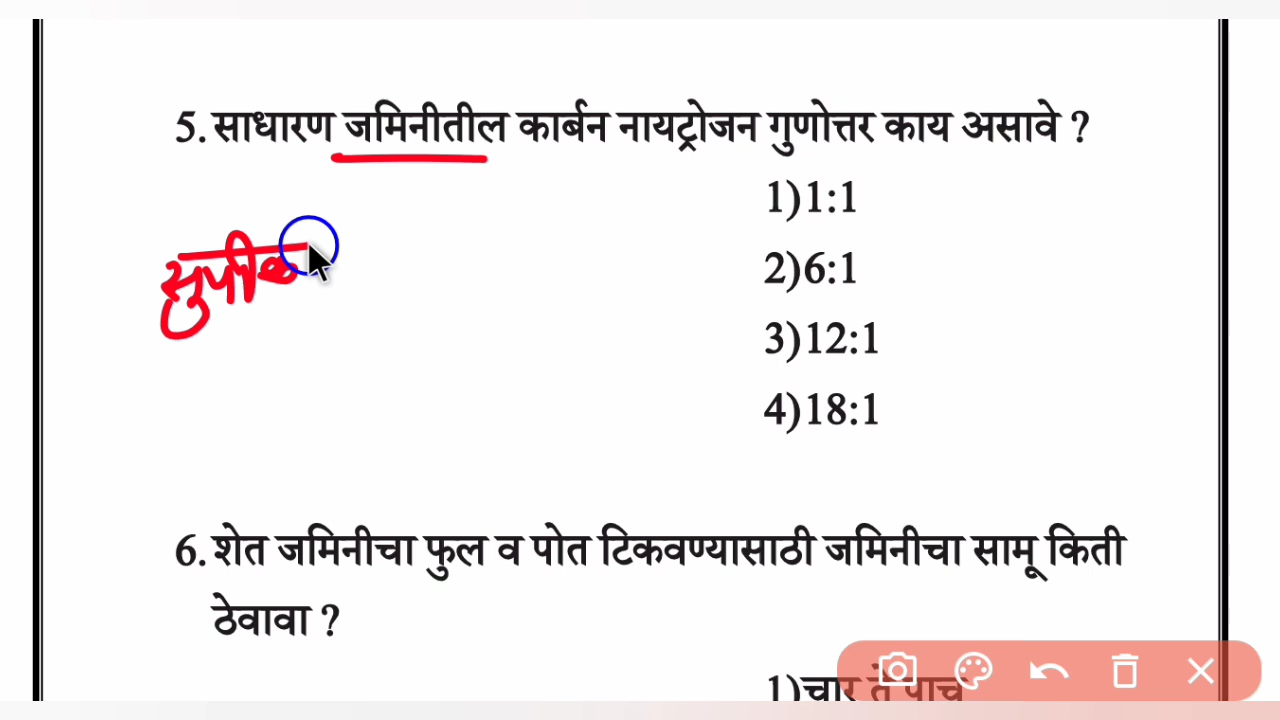 5. साधारण जमिनीतील कार्बन नायट्रोजन गुणोत्तर काय असावे ?
1)1:1
2)6:1
सुपीक
3)12:1
4)18:1
6. शेत जमिनीचा फुल व पोत टिकवण्यासाठी जमिनीचा सामू किती
ठेवावा ?
1)चार ते पाच